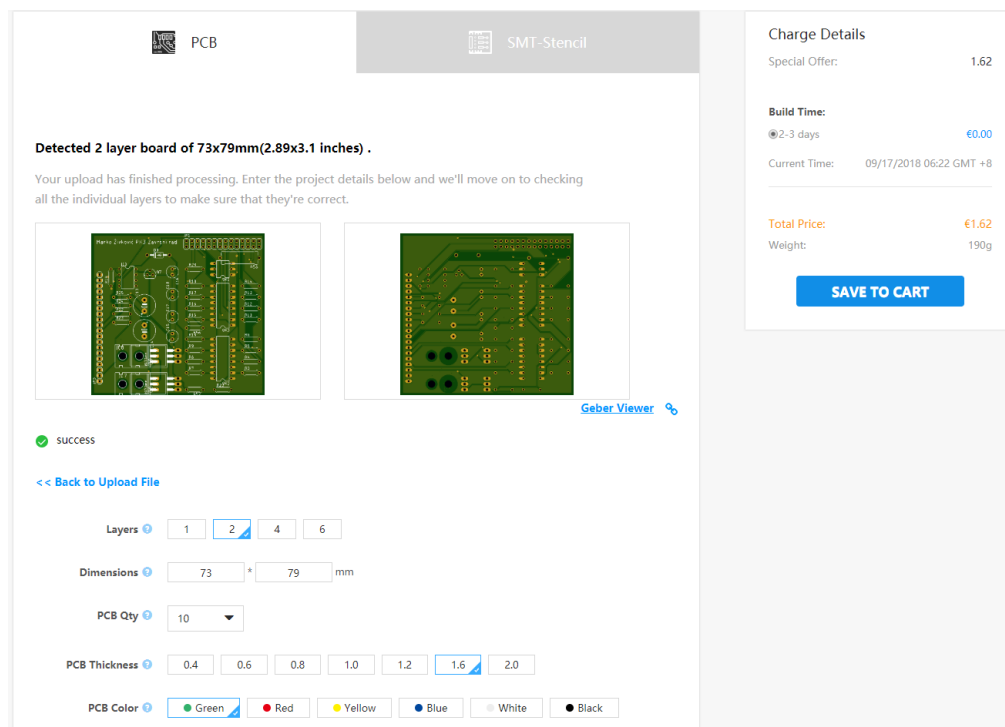 PCB
SMT-Stencil
Detected 2 layer board of 73x79mm(2.89x3.1 inches) .
Your upload has finished processing. Enter the project details below and we'll move on to checking
all the individual layers to make sure that they're correct.
Geber Viewer
success
<< Back to Upload File
Layers 1 2 4 6
Dimensions 73 * 79 mm
PCB Qty 10
PCB Thickness 0.4 0.6 0.8 1.0 1.2 1.6 2.0
PCB Color Green Red Yellow Blue White Black
Charge Details
Special Offer: 1.62
Build Time:
2-3 days €0.00
Current Time: 09/17/2018 06:22 GMT +8
Total Price: €1.62
Weight: 190g
SAVE TO CART